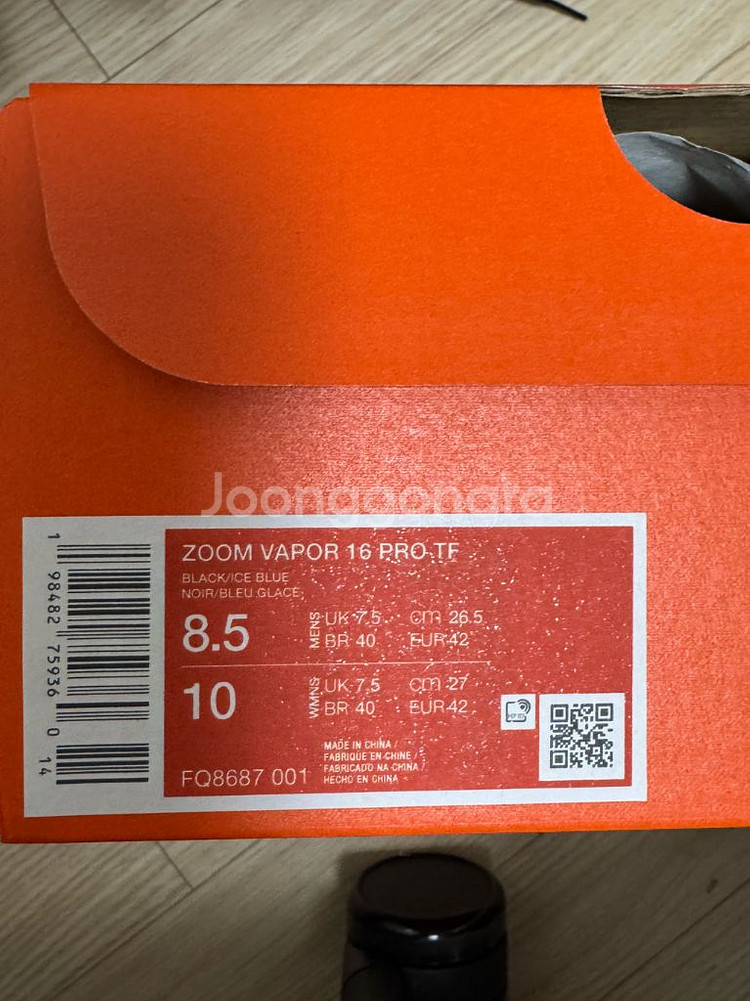 Joonggonara
ZOOM VAPOR 16 PRO TF
BLACK/ICE BLUE
NOIR/BLEU GLACE
8.5 MENS UK 7.5 cm 26.5
BR 40 EUR 42
10 WMNS UK 7.5 cm 27
BR 40 EUR 42
MADE IN CHINA /
FABRIQUE EN CHINE /
FABRICADO NA CHINA /
HECHO EN CHINA
FQ8687 001
1 98482 75936 0 14